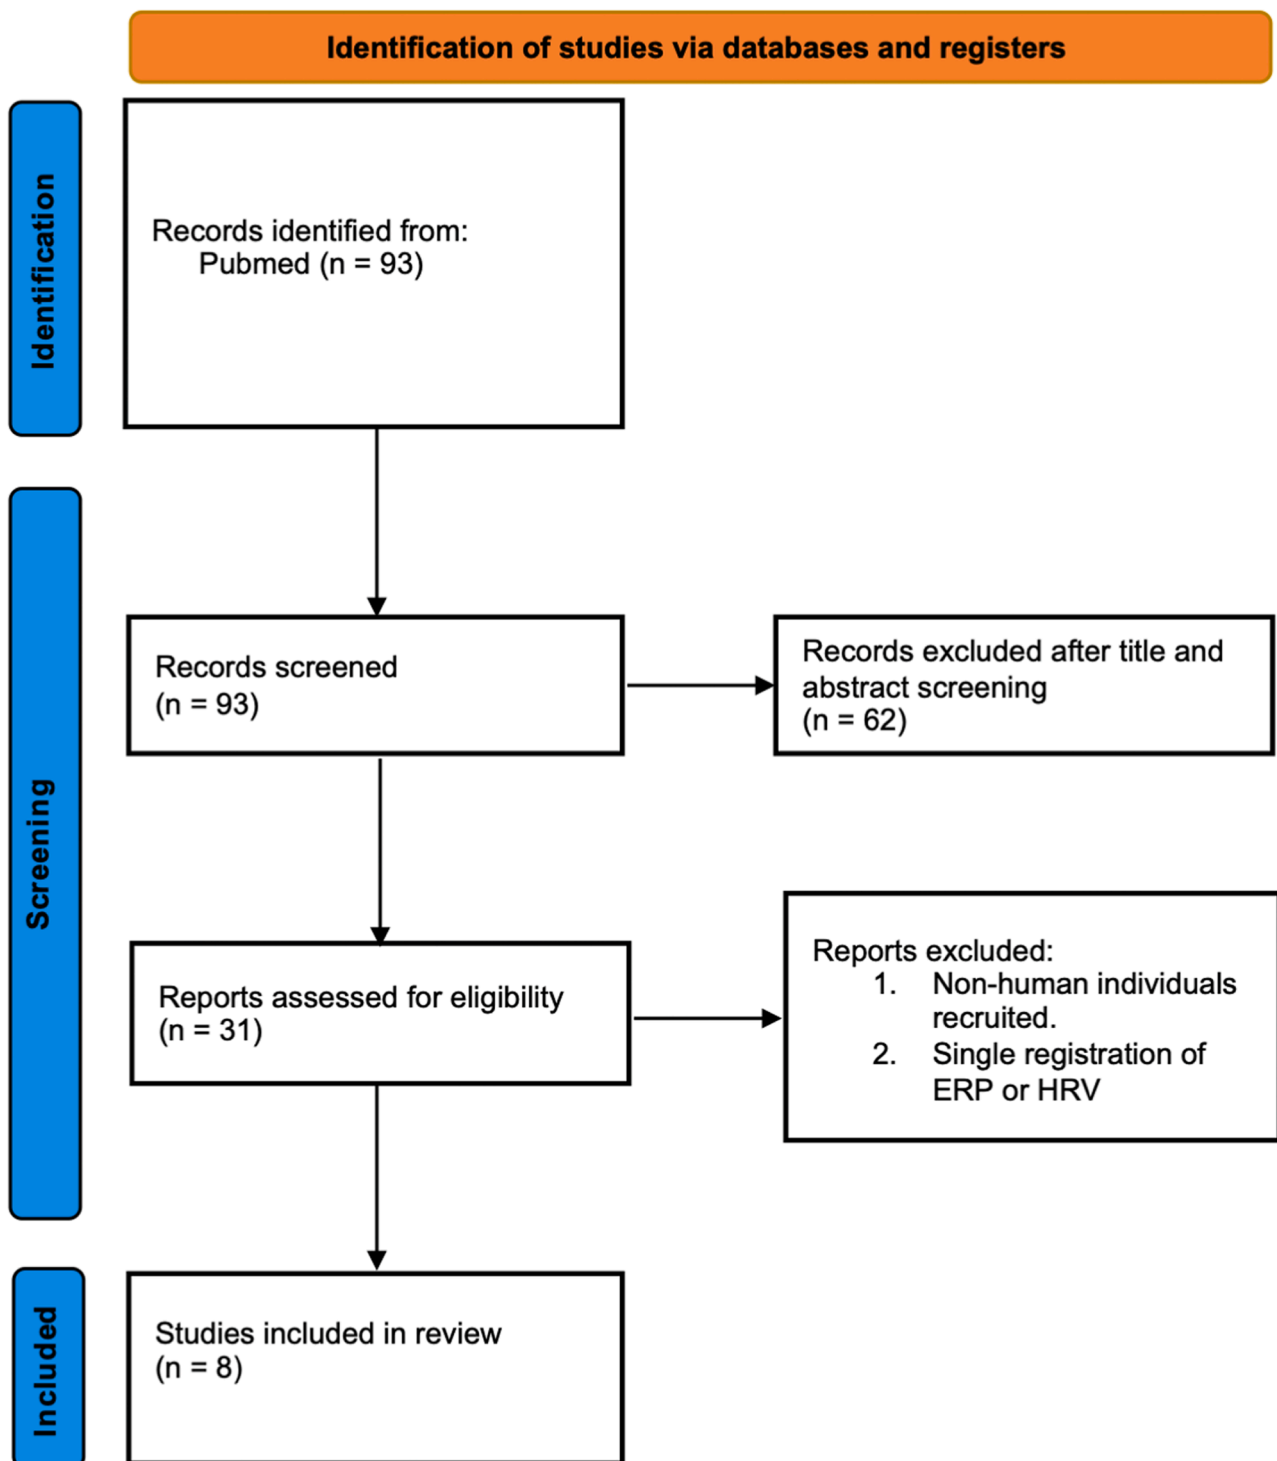 Identification of studies via databases and registers
Identification
Records identified from:
Pubmed (n = 93)
Screening
Records screened
(n = 93)
Records excluded after title and
abstract screening
(n = 62)
Reports assessed for eligibility
(n = 31)
Reports excluded:
1. Non-human individuals
recruited.
2. Single registration of
ERP or HRV
Included
Studies included in review
(n = 8)